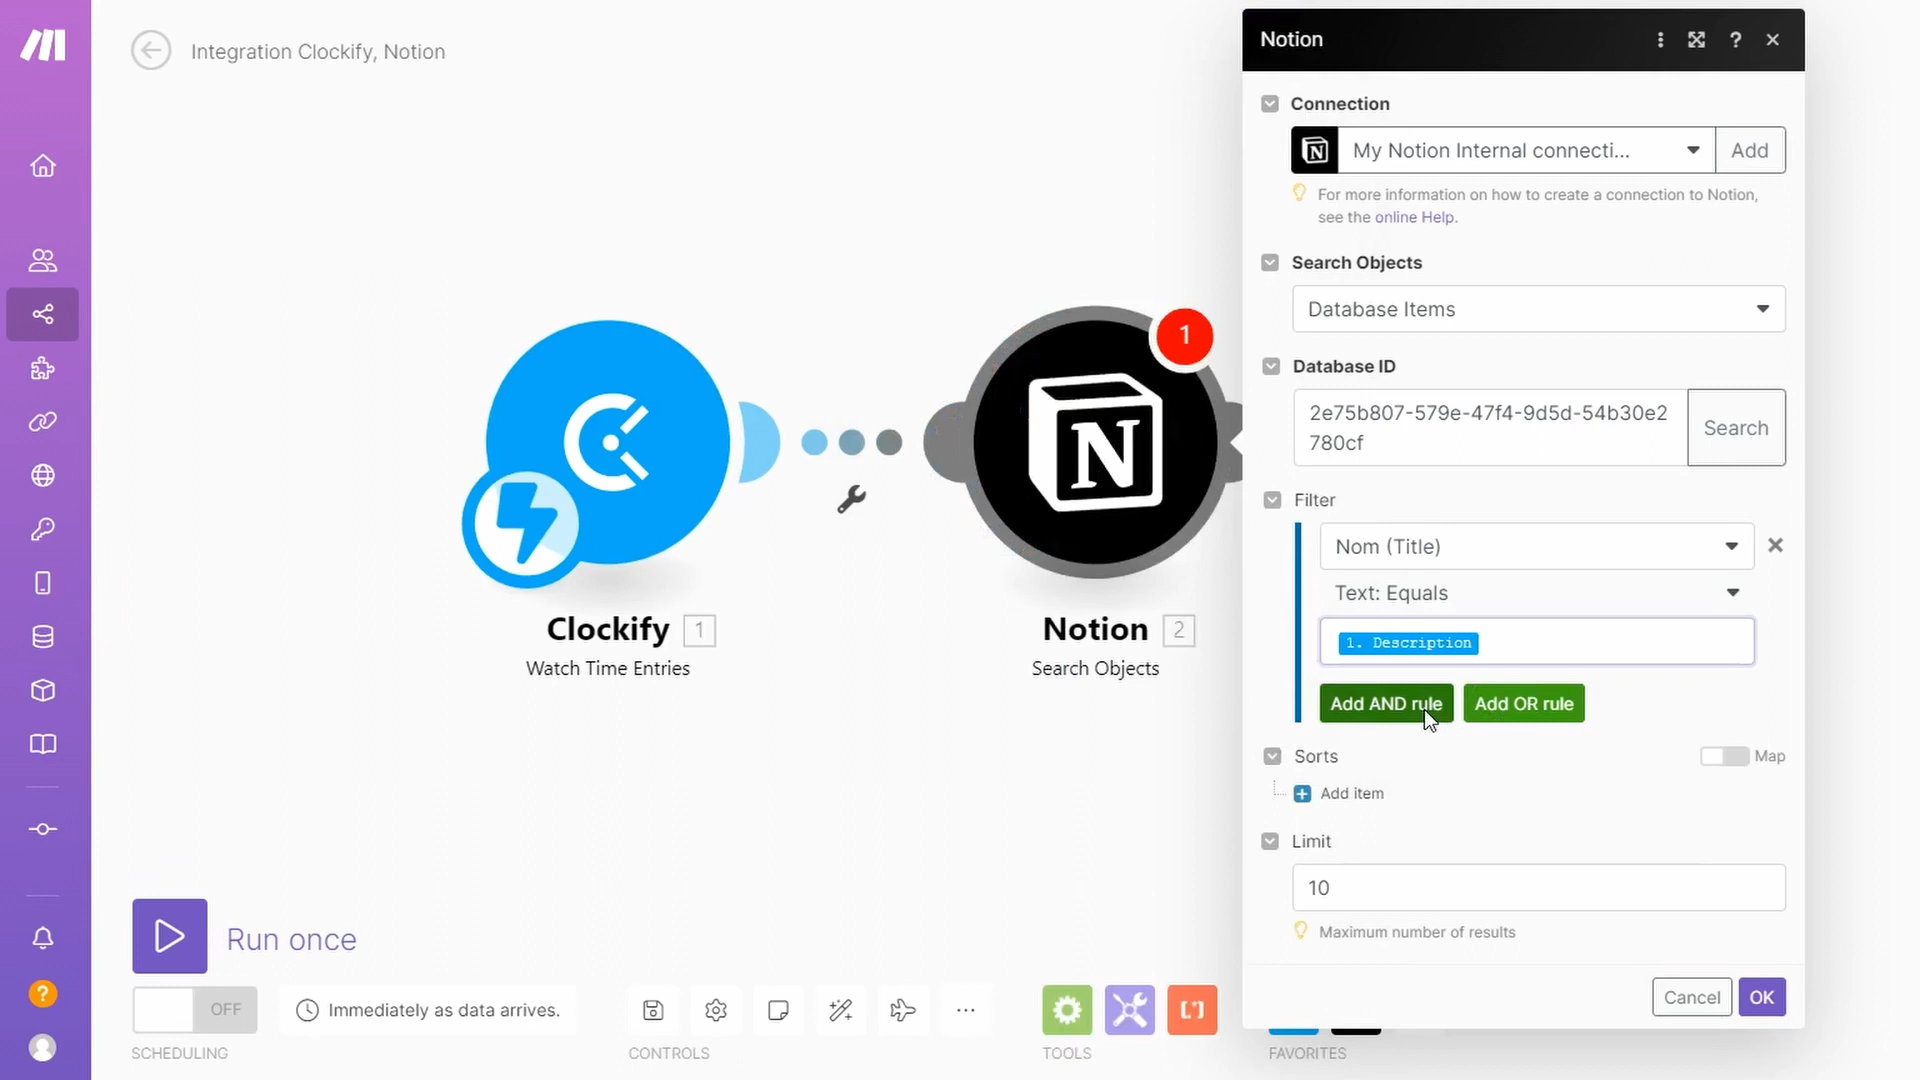 Integration Clockify, Notion
Notion
?
Connection
My Notion Internal connecti...
Add
For more information on how to create a connection to Notion,
see the online Help.
Search Objects
Database Items
Database ID
2e75b807-579e-47f4-9d5d-54b30e2
780cf
Search
Filter
Nom (Title)
Text: Equals
1. Description
Add AND rule
Add OR rule
Sorts
Map
Add item
Limit
10
Maximum number of results
Cancel
OK
1
N
Clockify 1
Watch Time Entries
Notion 2
Search Objects
Run once
OFF
Immediately as data arrives.
SCHEDULING
CONTROLS
TOOLS
FAVORITES
?